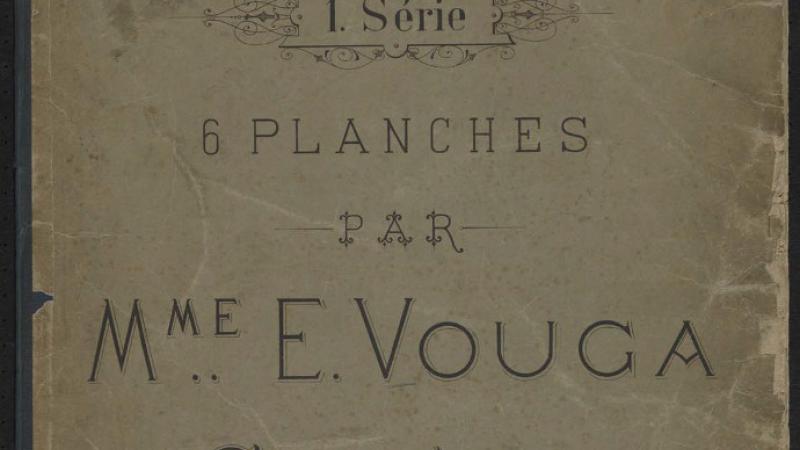 1. Série
6 PLANCHES
PAR
MME.. E. VOUGA